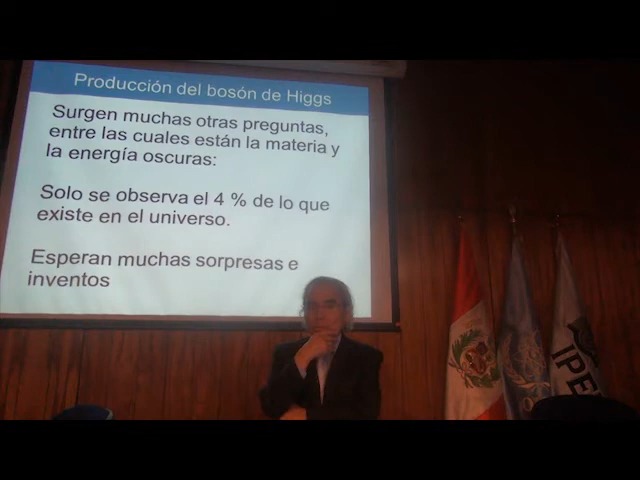 Producción del bosón de Higgs
Surgen muchas otras preguntas,
entre las cuales están la materia y
la energía oscuras:
Solo se observa el 4 % de lo que
existe en el universo.
Esperan muchas sorpresas e
inventos